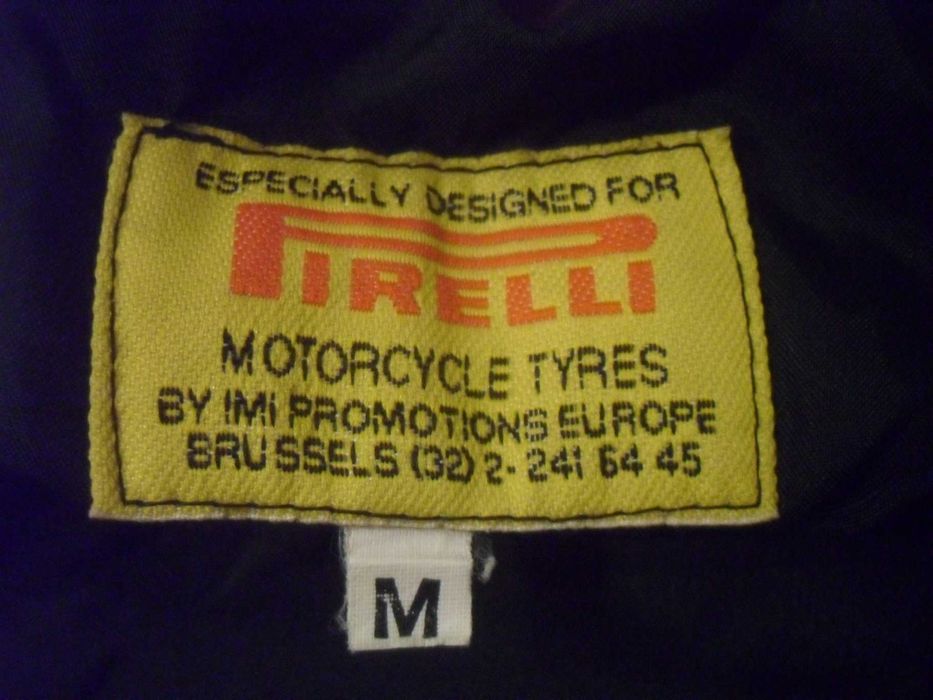 ESPECIALLY DESIGNED FOR
PIRELLI
MOTORCYCLE TYRES
BY IMI PROMOTIONS EUROPE
BRUSSELS (32) 2- 241 64 45
M